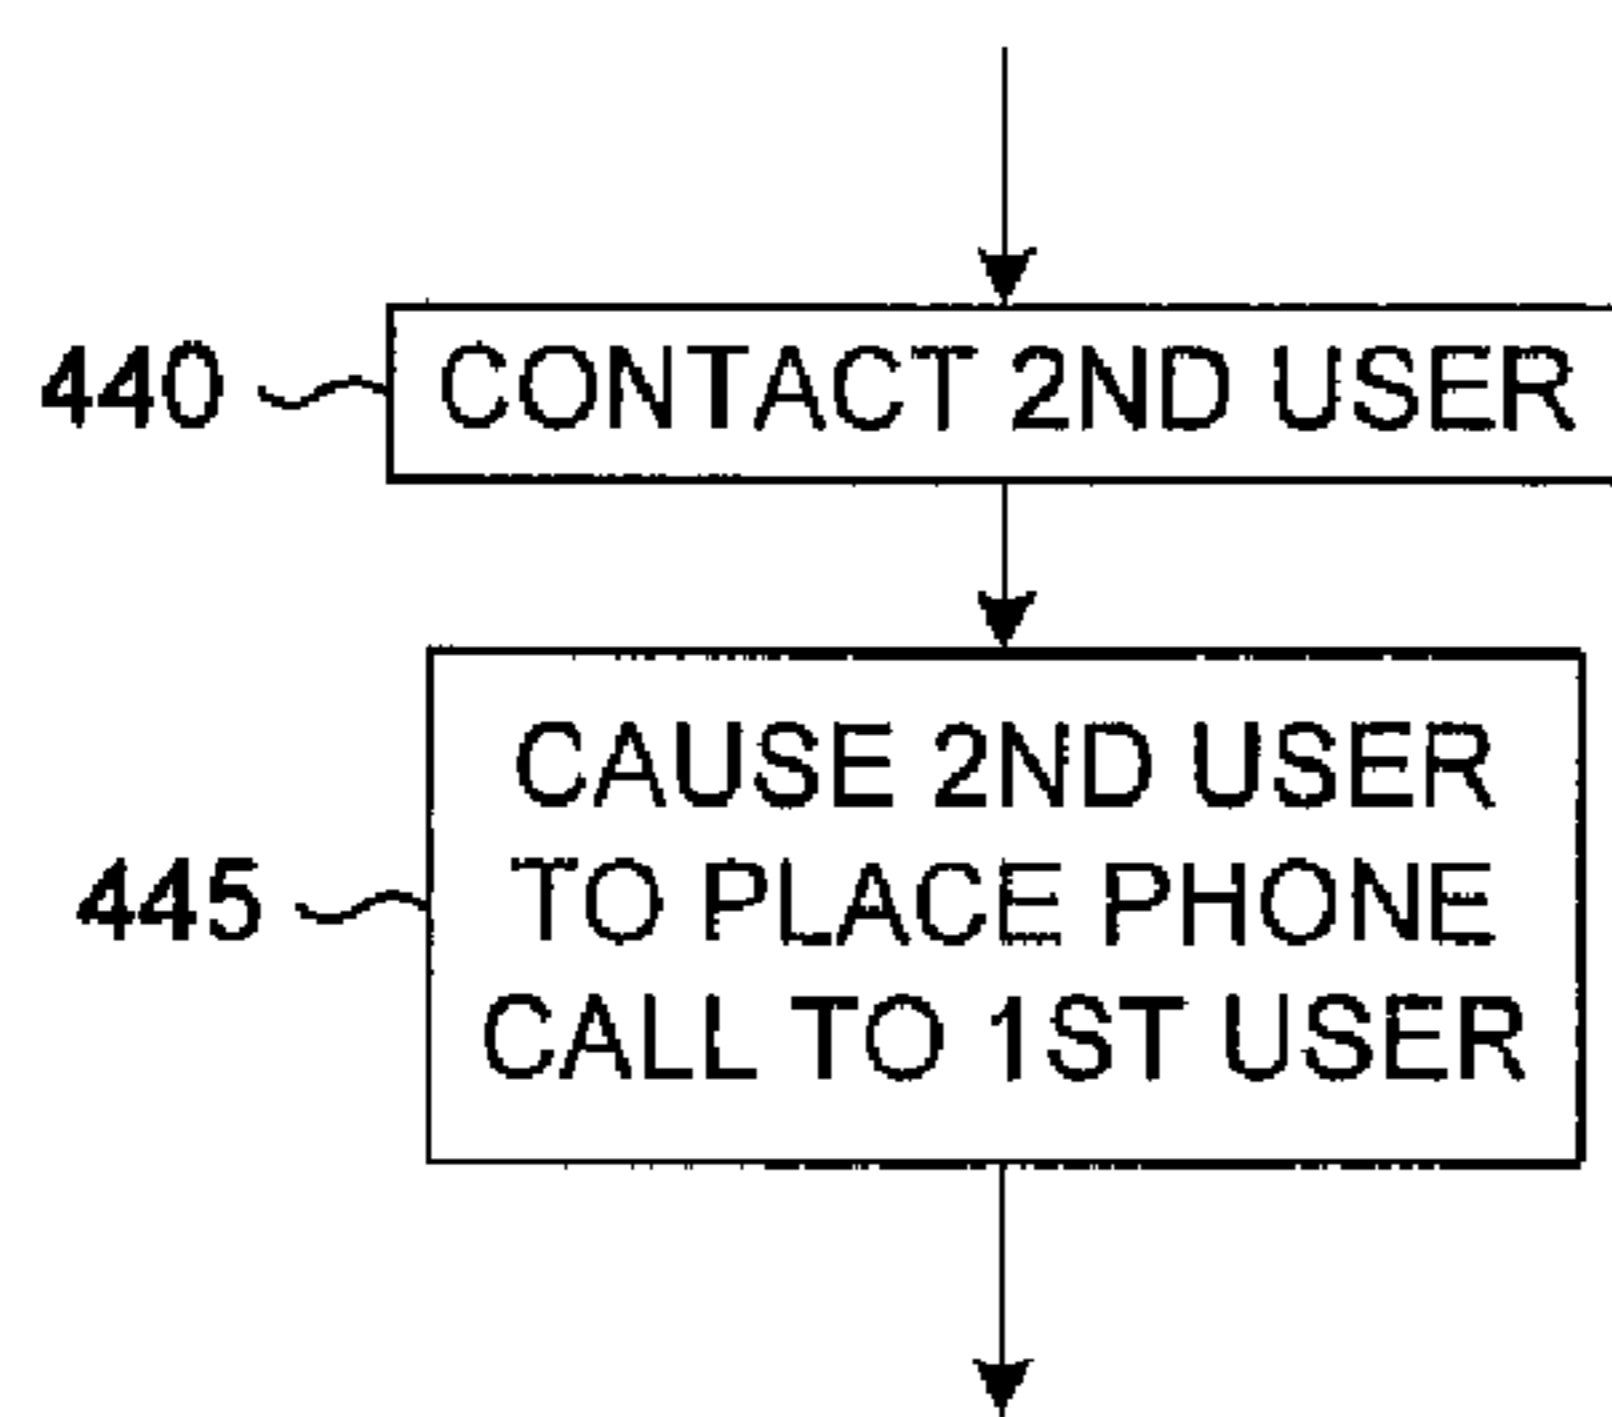 440 CONTACT 2ND USER
CAUSE 2ND USER
445 TO PLACE PHONE
CALL TO 1ST USER